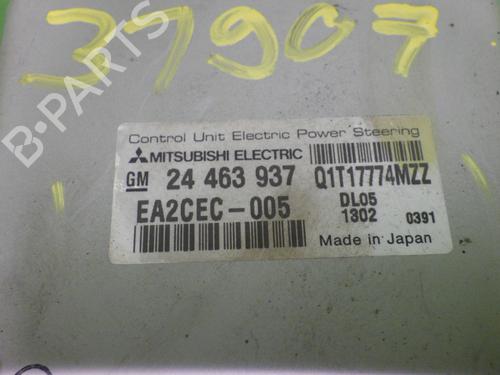 37907
B-PARTS
Control Unit Electric Power Steering
MITSUBISHI ELECTRIC
GM 24 463 937 Q1T17774MZZ
EA2CEC-005 DL05
1302 0391
Made in Japan